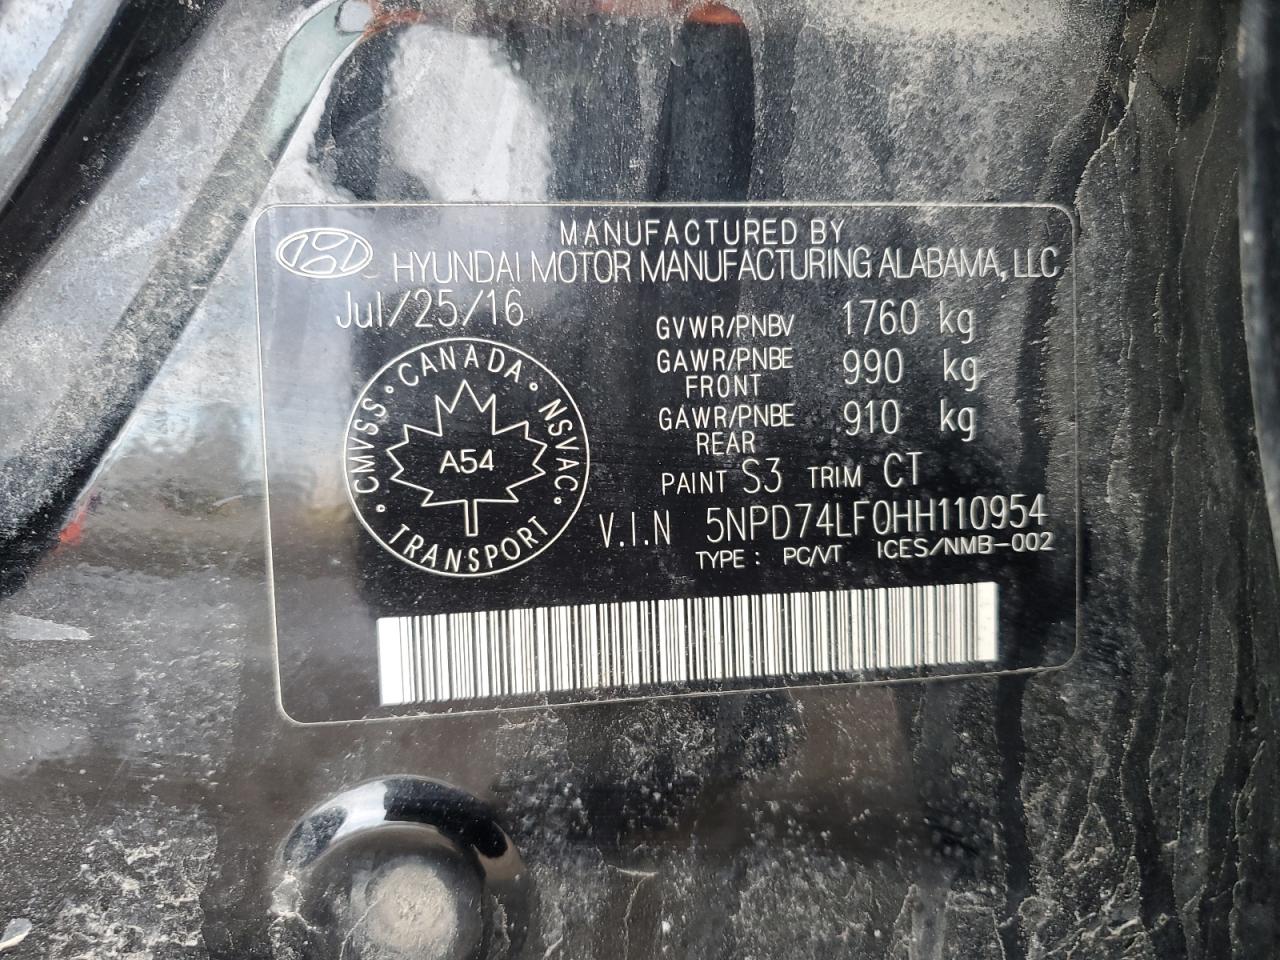 MANUFACTURED BY
HYUNDAI MOTOR MANUFACTURING ALABAMA, LLC
Jul/25/16
GVWR/PNBV 1760 kg
GAWR/PNBE FRONT 990 kg
GAWR/PNBE REAR 910 kg
PAINT S3 TRIM CT
V.I.N 5NPD74LF0HH110954
TYPE : PC/VT ICES/NMB-002
CANADA
CMVSS NSVAC
A54
TRANSPORT